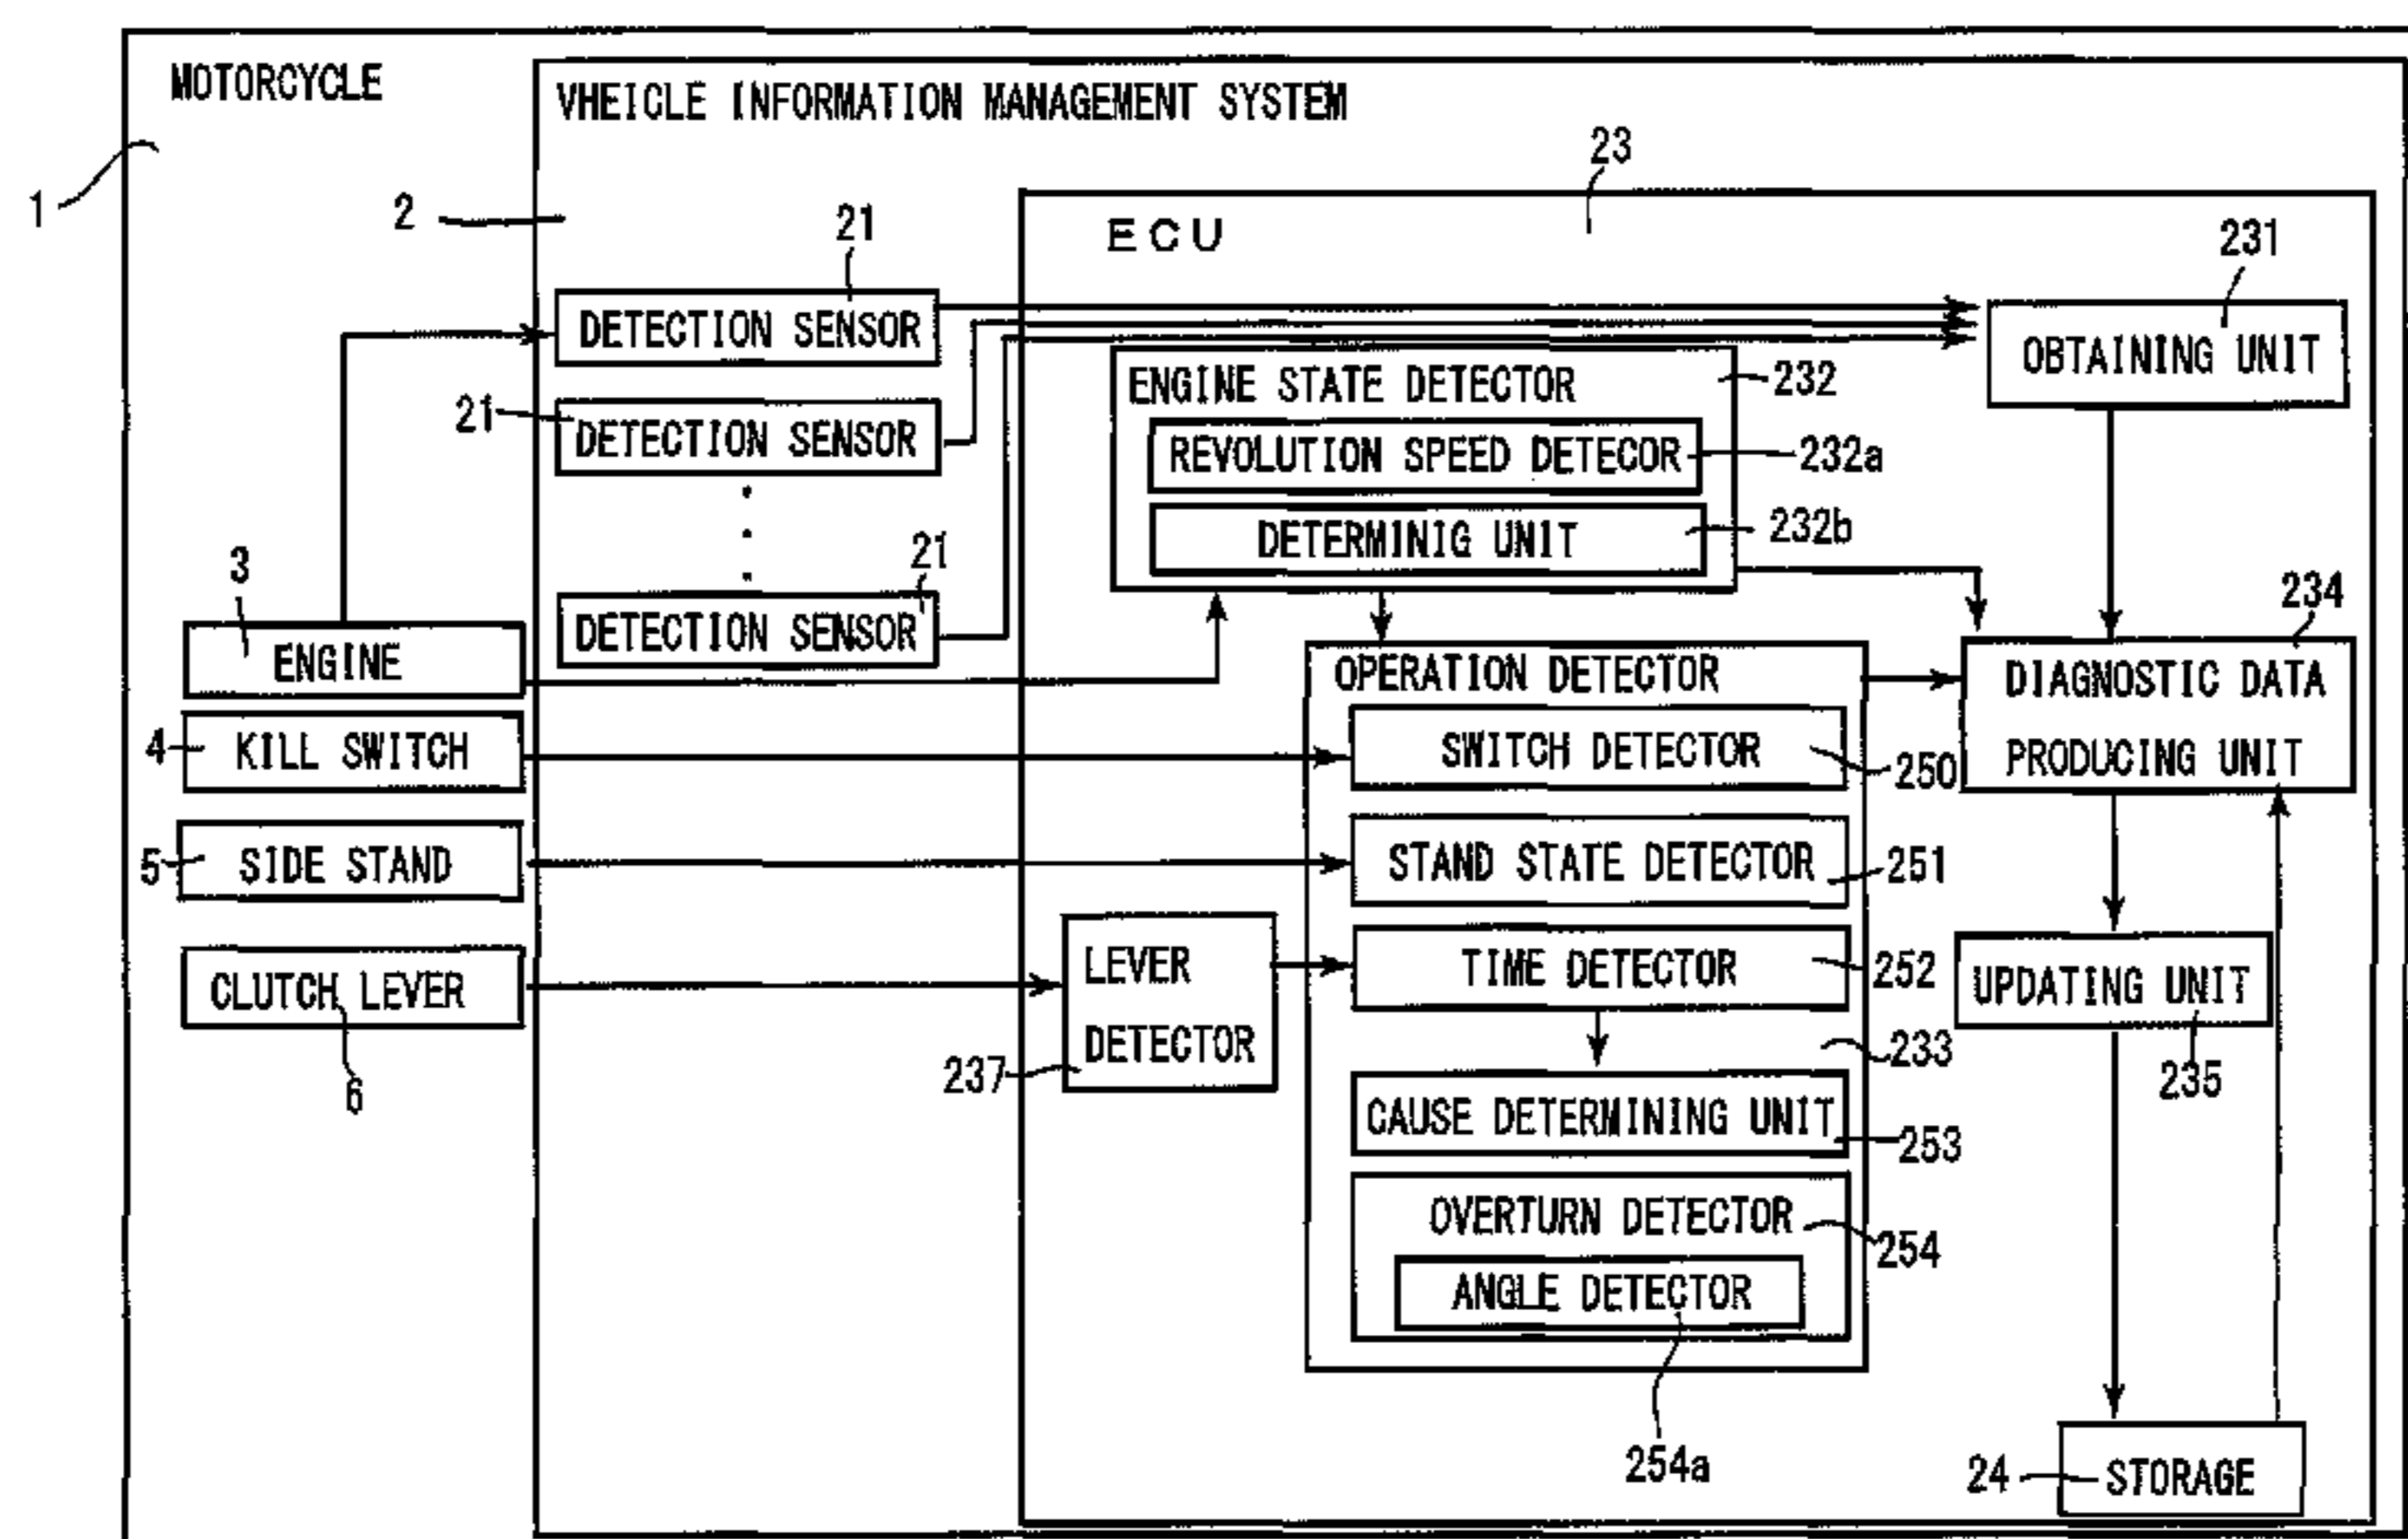 MOTORCYCLE
VHEICLE INFORMATION MANAGEMENT SYSTEM
1
2
21
23
ECU
231
DETECTION SENSOR
OBTAINING UNIT
ENGINE STATE DETECTOR
232
21
DETECTION SENSOR
REVOLUTION SPEED DETECOR
232a
DETERMINIG UNIT
232b
3
21
234
DETECTION SENSOR
ENGINE
OPERATION DETECTOR
DIAGNOSTIC DATA
PRODUCING UNIT
4
KILL SWITCH
SWITCH DETECTOR
250
5
SIDE STAND
STAND STATE DETECTOR
251
LEVER
DETECTOR
237
TIME DETECTOR
252
CLUTCH LEVER
6
UPDATING UNIT
235
233
CAUSE DETERMINING UNIT
253
OVERTURN DETECTOR
254
ANGLE DETECTOR
254a
24
STORAGE